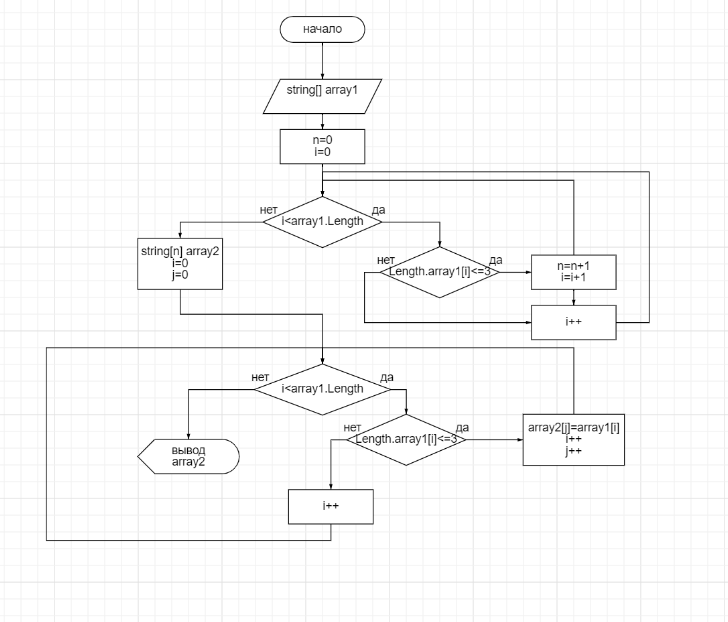 начало
string[] array1
n=0
i=0
нет
i<array1.Length
да
string[n] array2
i=0
j=0
нет
Length.array1[i]<=3
да
n=n+1
i=i+1
i++
нет
i<array1.Length
да
нет
Length.array1[i]<=3
да
array2[j]=array1[i]
i++
j++
вывод
array2
i++